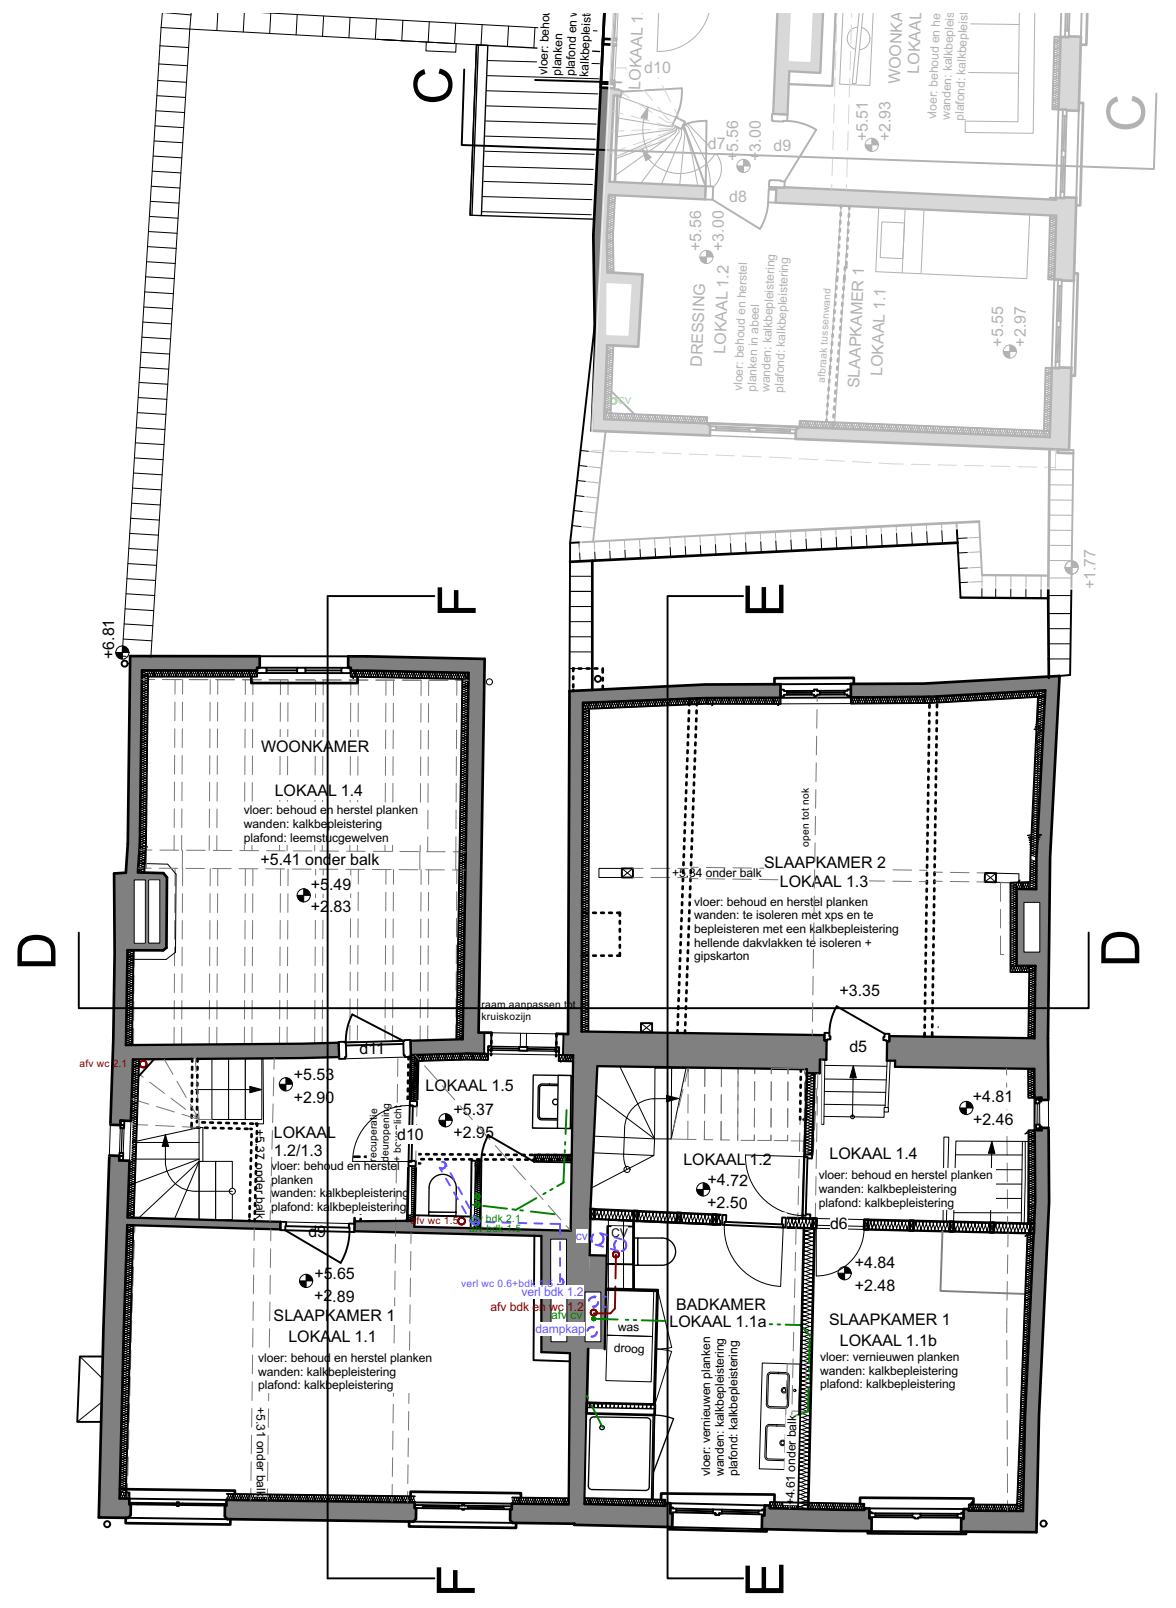 vloer: behou
planken
plafond en v
kalkbepleist
LOKAAL 1.
d10
WOONKA
LOKAAL
vloer: behoud en he
wanden: kalkbepleis
plafond: kalkbepleist
C
C
+5.56
+3.00
d7
d9
d8
+5.51
+2.93
DRESSING
LOKAAL 1.2
+5.56
+3.00
vloer: behoud en herstel
planken in abeel
wanden: kalkbepleistering
plafond: kalkbepleistering
afbraak tussenwand
SLAAPKAMER 1
LOKAAL 1.1
+5.55
+2.97
cv
+1.77
F
E
+6.81
WOONKAMER
LOKAAL 1.4
vloer: behoud en herstel planken
wanden: kalkbepleistering
plafond: leemstucgewelven
+5.41 onder balk
+5.49
+2.83
open tot nok
SLAAPKAMER 2
+5.84 onder balk
LOKAAL 1.3
vloer: behoud en herstel planken
wanden: te isoleren met xps en te
bepleisteren met een kalkbepleistering
hellende dakvlakken te isoleren +
gipskarton
D
D
+3.35
raam aanpassen tot
kruiskozijn
d11
d5
afv wc 2.1
+5.53
+2.90
LOKAAL 1.5
+5.37
+2.95
recuperatie
deuropening
d10
LOKAAL
1.2/1.3
vloer: behoud en herstel
planken
wanden: kalkbepleistering
plafond: kalkbepleistering
+5.37 onder balk
LOKAAL 1.2
+4.72
+2.50
+4.81
+2.46
LOKAAL 1.4
vloer: behoud en herstel planken
wanden: kalkbepleistering
plafond: kalkbepleistering
afv wc 1.5
bdk 2.1
d9
d6
cv
CV
+5.65
+2.89
SLAAPKAMER 1
LOKAAL 1.1
vloer: behoud en herstel planken
wanden: kalkbepleistering
plafond: kalkbepleistering
+5.31 onder balk
verl bdk 1.2
afv bdk en wc 1.2
afv cv
dampkap
was
droog
BADKAMER
LOKAAL 1.1a
vloer: vernieuwen planken
wanden: kalkbepleistering
plafond: kalkbepleistering
+4.61 onder balk
+4.84
+2.48
SLAAPKAMER 1
LOKAAL 1.1b
vloer: vernieuwen planken
wanden: kalkbepleistering
plafond: kalkbepleistering
F
E